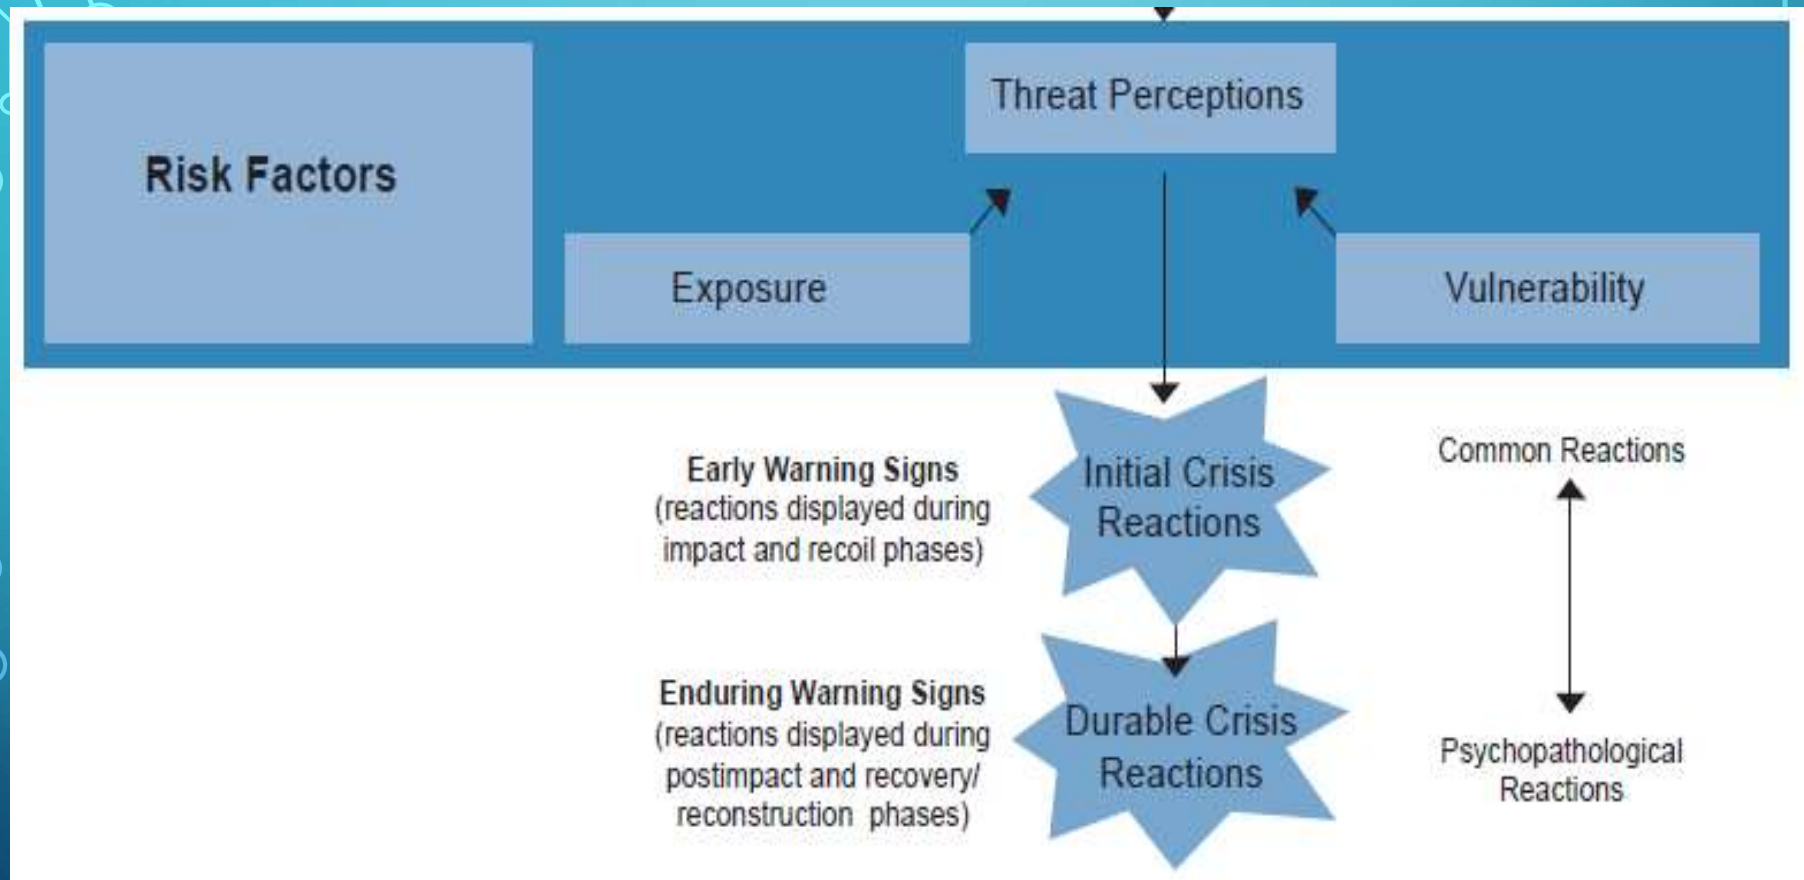 Threat Perceptions
Risk Factors
Exposure
Vulnerability
Early Warning Signs
(reactions displayed during
impact and recoil phases)
Initial Crisis
Reactions
Common Reactions
Enduring Warning Signs
(reactions displayed during
postimpact and recovery/
reconstruction phases)
Durable Crisis
Reactions
Psychopathological
Reactions